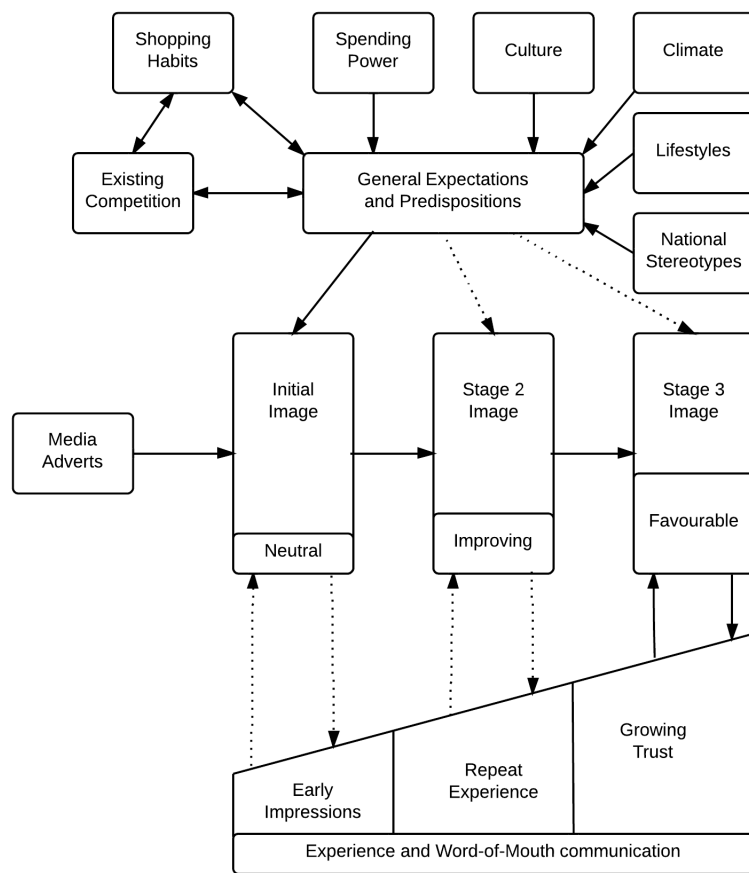 Shopping
Habits
Spending
Power
Culture
Climate
Existing
Competition
General Expectations
and Predispositions
Lifestyles
National
Stereotypes
Initial
Image
Stage 2
Image
Stage 3
Image
Media
Adverts
Neutral
Improving
Favourable
Early
Impressions
Repeat
Experience
Growing
Trust
Experience and Word-of-Mouth communication